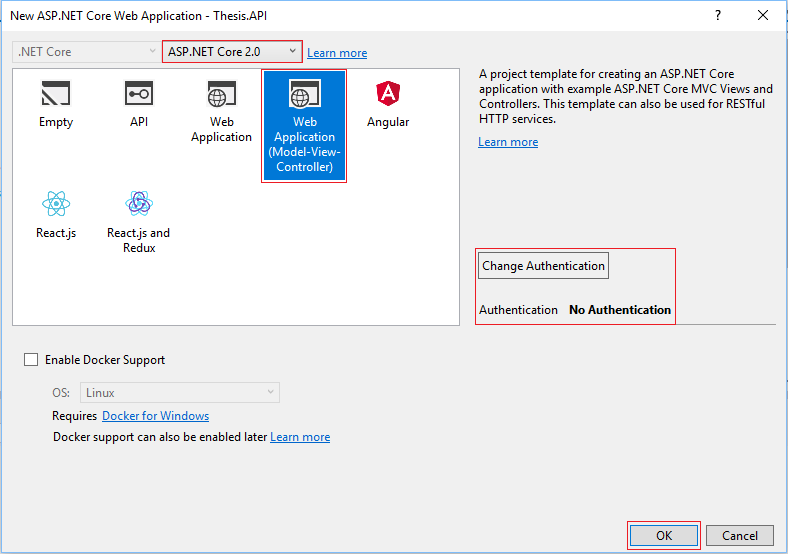 New ASP.NET Core Web Application - Thesis.API
?
.NET Core
ASP.NET Core 2.0
Learn more
Empty
API
Web
Application
Web
Application
(Model-View-
Controller)
Angular
React.js
React.js and
Redux
A project template for creating an ASP.NET Core
application with example ASP.NET Core MVC Views and
Controllers. This template can also be used for RESTful
HTTP services.
Learn more
Change Authentication
Authentication No Authentication
Enable Docker Support
OS: Linux
Requires Docker for Windows
Docker support can also be enabled later Learn more
OK
Cancel